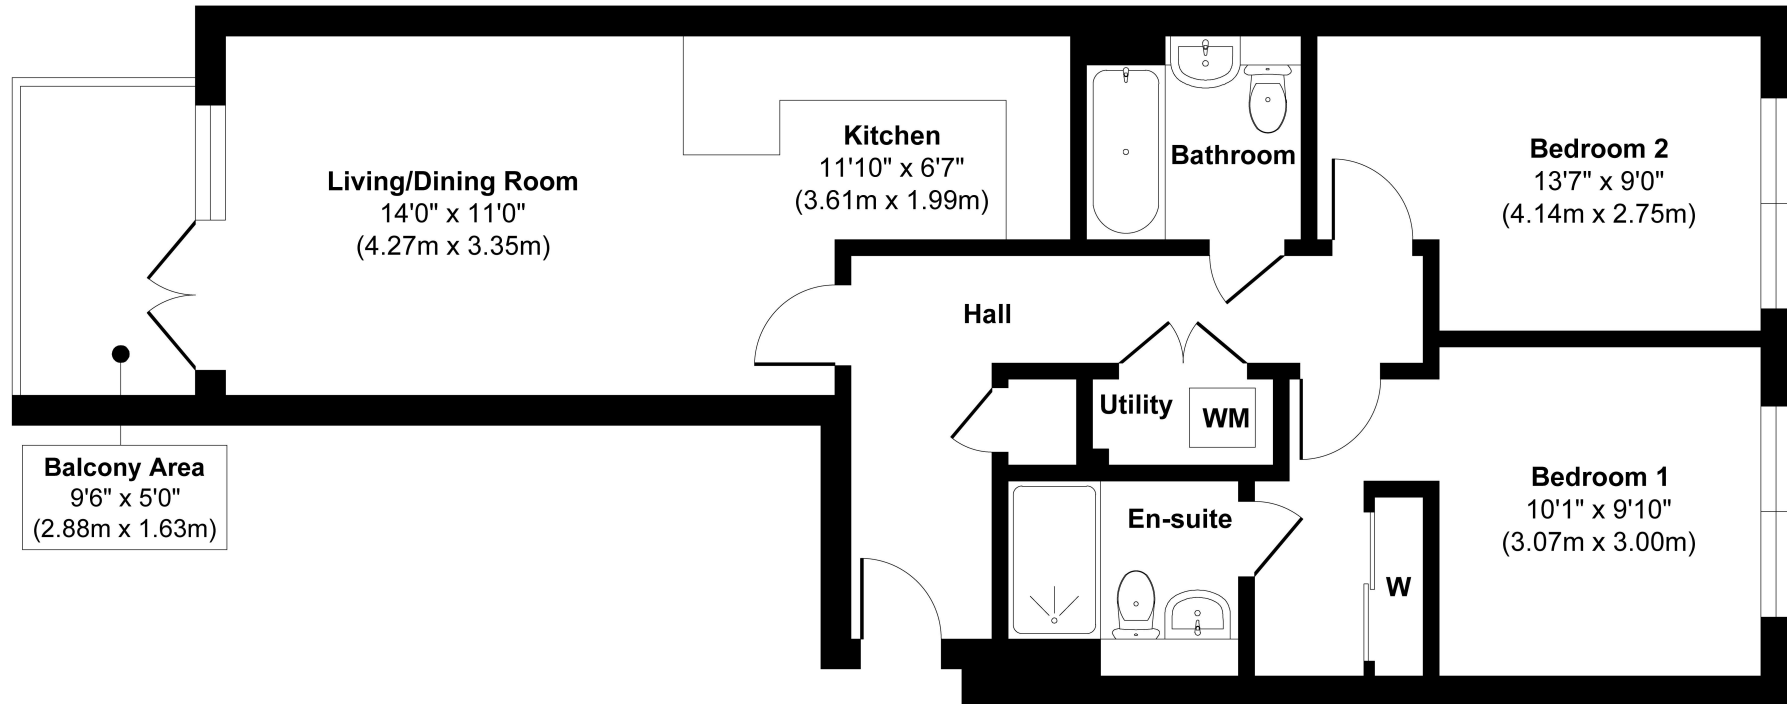 Living/Dining Room
14'0" x 11'0"
(4.27m x 3.35m)
Kitchen
11'10" x 6'7"
(3.61m x 1.99m)
Bathroom
Bedroom 2
13'7" x 9'0"
(4.14m x 2.75m)
Hall
Utility
WM
Balcony Area
9'6" x 5'0"
(2.88m x 1.63m)
En-suite
W
Bedroom 1
10'1" x 9'10"
(3.07m x 3.00m)